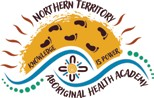 NORTHERN TERRITORY
KNOWLEDGE IS POWER
ABORIGINAL HEALTH ACADEMY